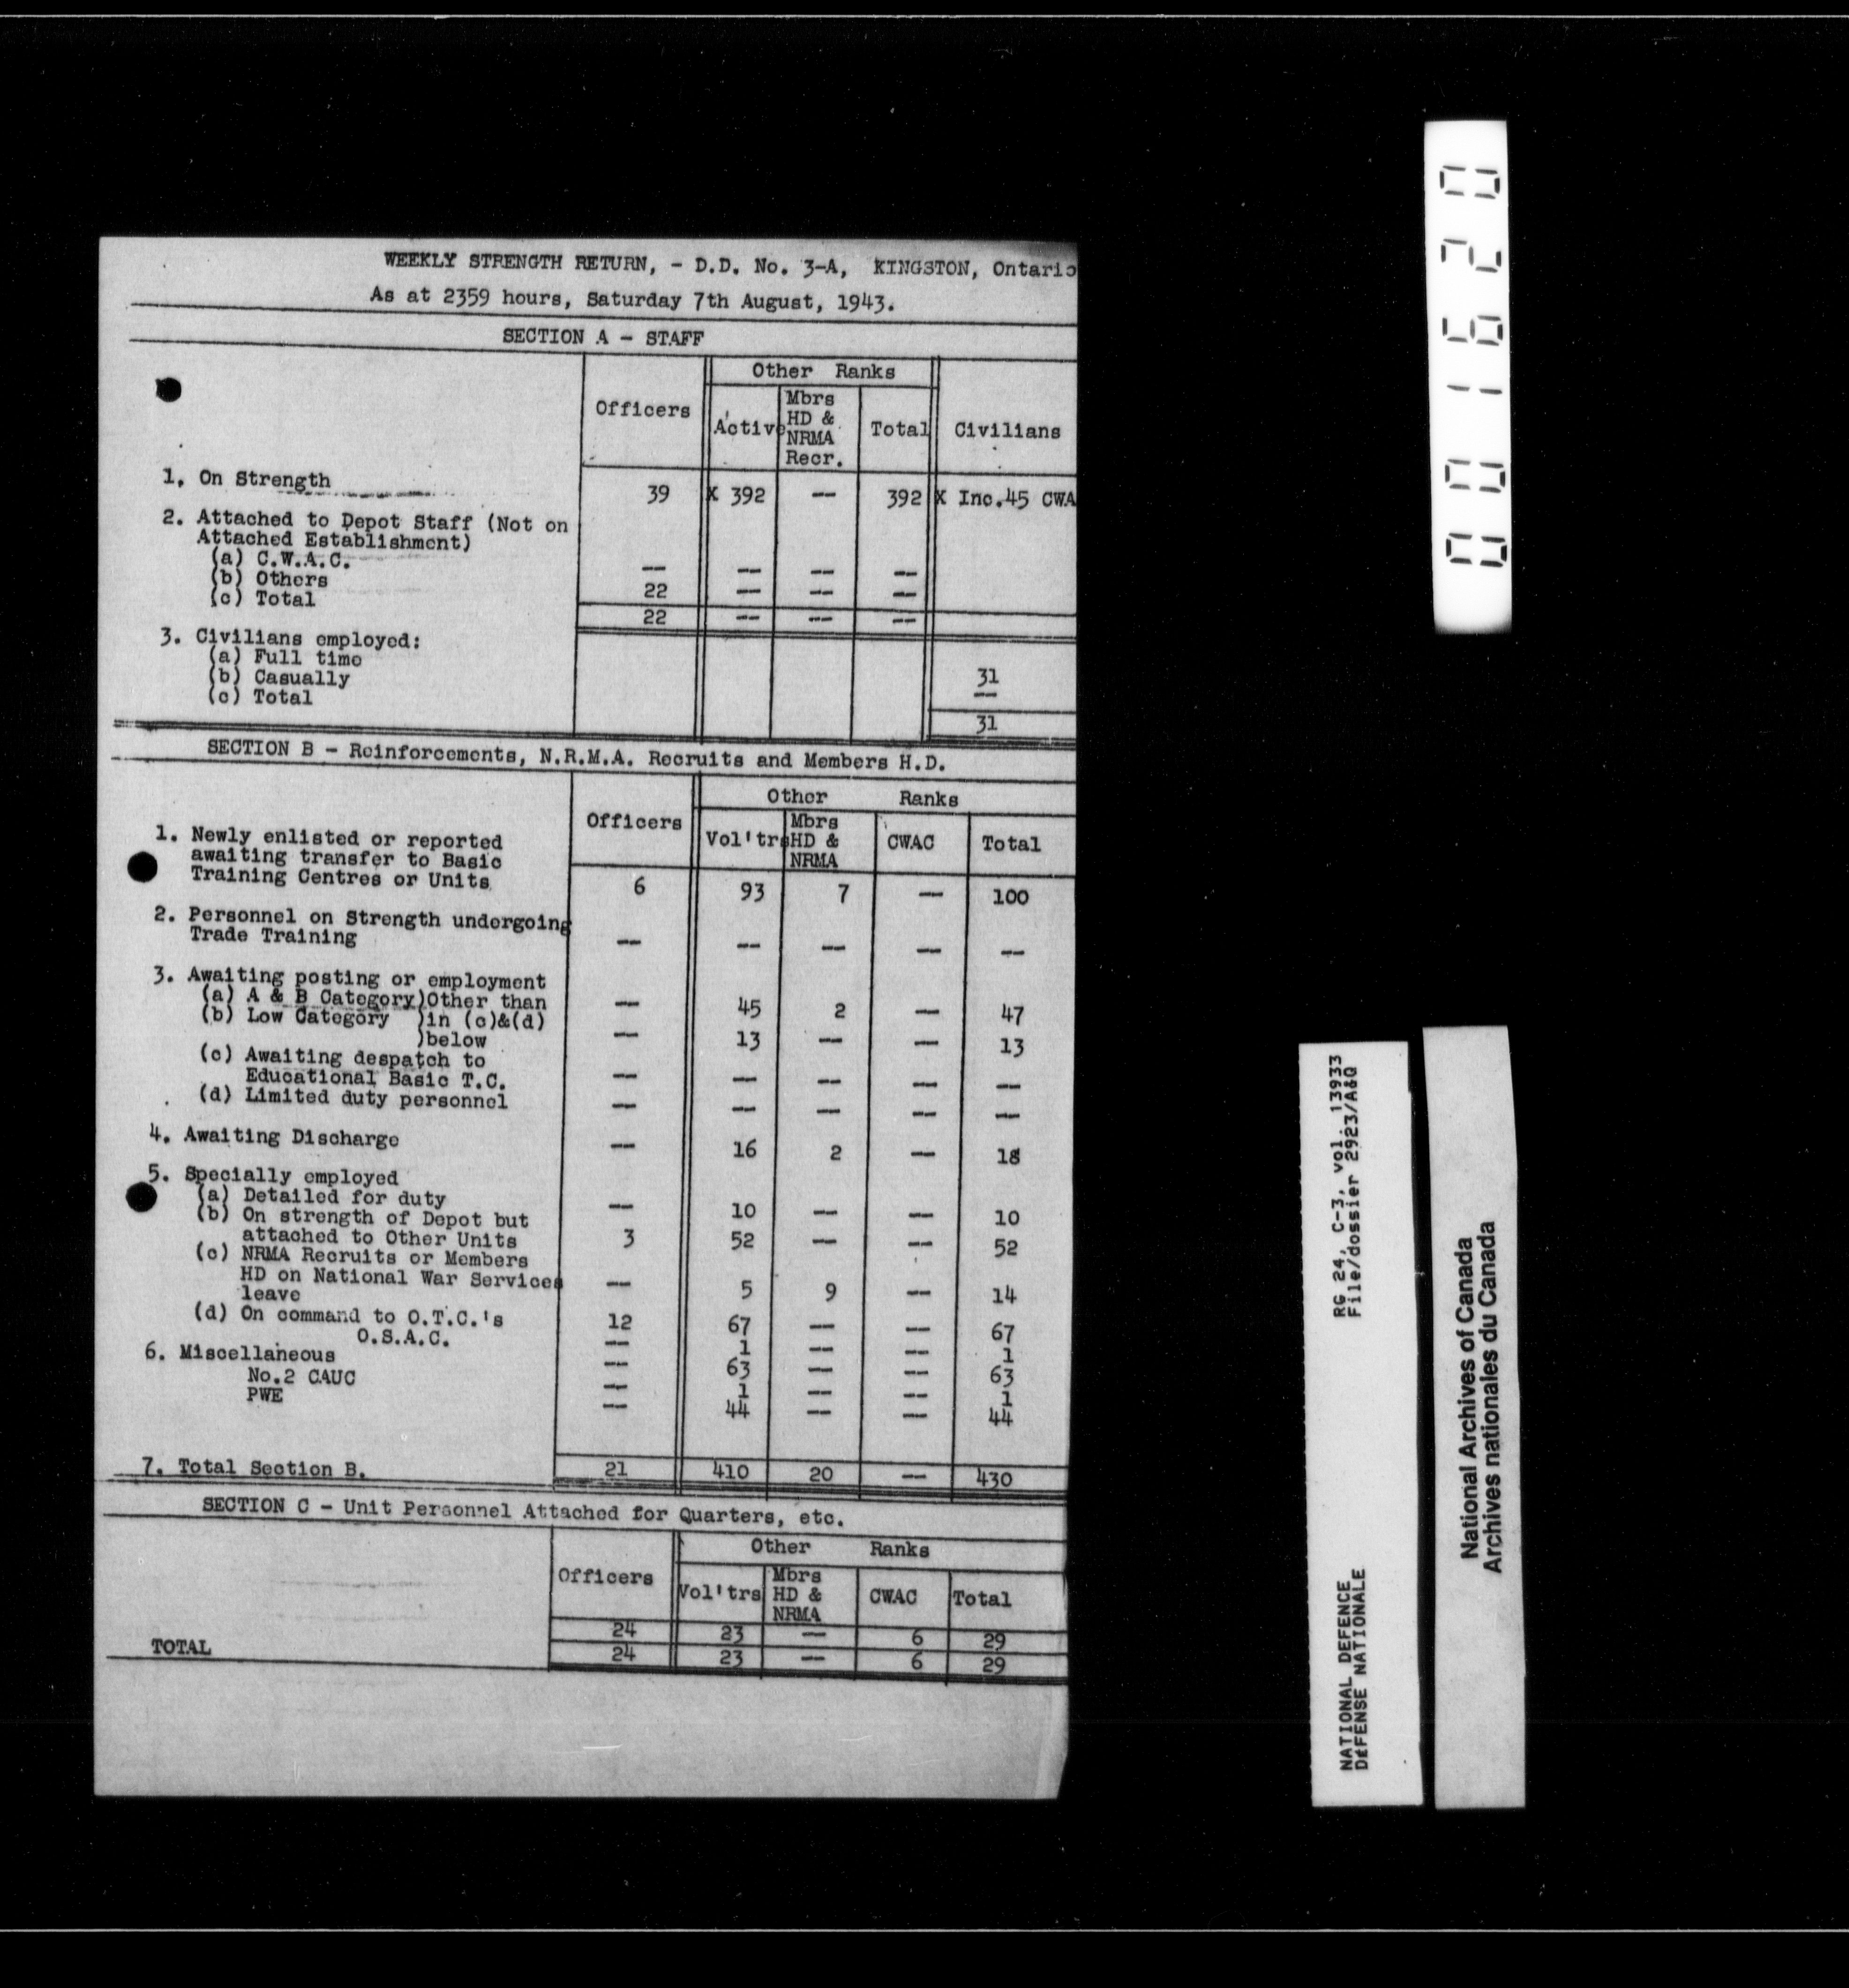 WEEKLY STRENGTH RETURN, - D.D. No. 3-A, KINGSTON, Ontario
As at 2359 hours, Saturday 7th August, 1943.
SECTION A - STAFF
Officers
Other Ranks
Active
Mbrs HD & NRMA Recr.
Total
Civilians
1. On Strength 39 X 392 -- 392 X Inc.45 CWA
2. Attached to Depot Staff (Not on
Attached Establishment)
(a) C.W.A.C. -- -- -- --
(b) Others 22 -- -- --
(c) Total 22 -- -- --
3. Civilians employed:
(a) Full time 31
(b) Casually --
(c) Total 31
SECTION B - Reinforcements, N.R.M.A. Recruits and Members H.D.
Officers
Other Ranks
Vol'trs
Mbrs HD & NRMA
CWAC
Total
1. Newly enlisted or reported
awaiting transfer to Basic
Training Centres or Units 6 93 7 -- 100
2. Personnel on Strength undergoing
Trade Training -- -- -- -- --
3. Awaiting posting or employment
(a) A & B Category)Other than -- 45 2 -- 47
(b) Low Category )in (c)&(d)
)below -- 13 -- -- 13
(c) Awaiting despatch to
Educational Basic T.C. -- -- -- -- --
(d) Limited duty personnel -- -- -- -- --
4. Awaiting Discharge -- 16 2 -- 18
5. Specially employed
(a) Detailed for duty -- 10 -- -- 10
(b) On strength of Depot but
attached to Other Units 3 52 -- -- 52
(c) NRMA Recruits or Members
HD on National War Services
leave -- 5 9 -- 14
(d) On command to O.T.C.'s 12 67 -- -- 67
O.S.A.C. -- 1 -- -- 1
6. Miscellaneous -- 63 -- -- 63
No.2 CAUC -- 1 -- -- 1
PWE -- 44 -- -- 44
7. Total Section B. 21 410 20 -- 430
SECTION C - Unit Personnel Attached for Quarters, etc.
Officers
Other Ranks
Vol'trs
Mbrs HD & NRMA
CWAC
Total
24 23 -- 6 29
TOTAL 24 23 -- 6 29
001620
RG 24, C-3, vol. 13933
File/dossier 2923/A&Q
NATIONAL DEFENCE
DÉFENSE NATIONALE
National Archives of Canada
Archives nationales du Canada